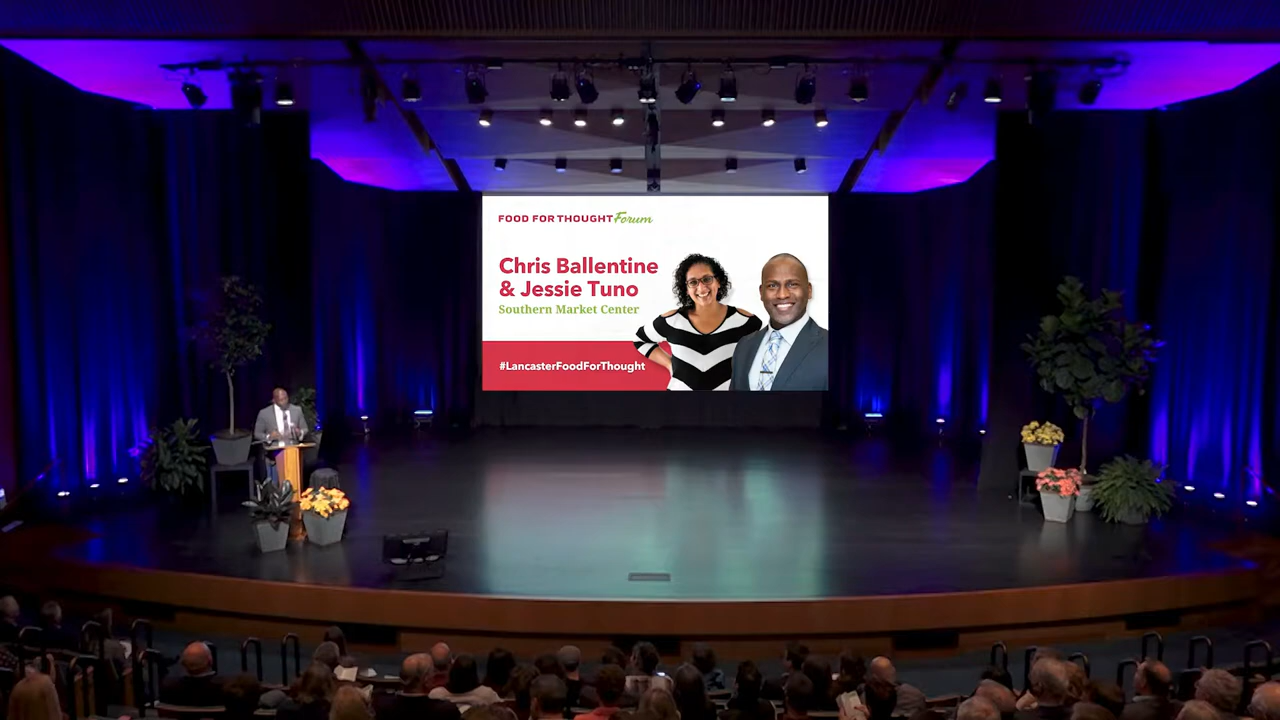 FOOD FOR THOUGHT Forum
Chris Ballentine
& Jessie Tuno
Southern Market Center
#LancasterFoodForThought